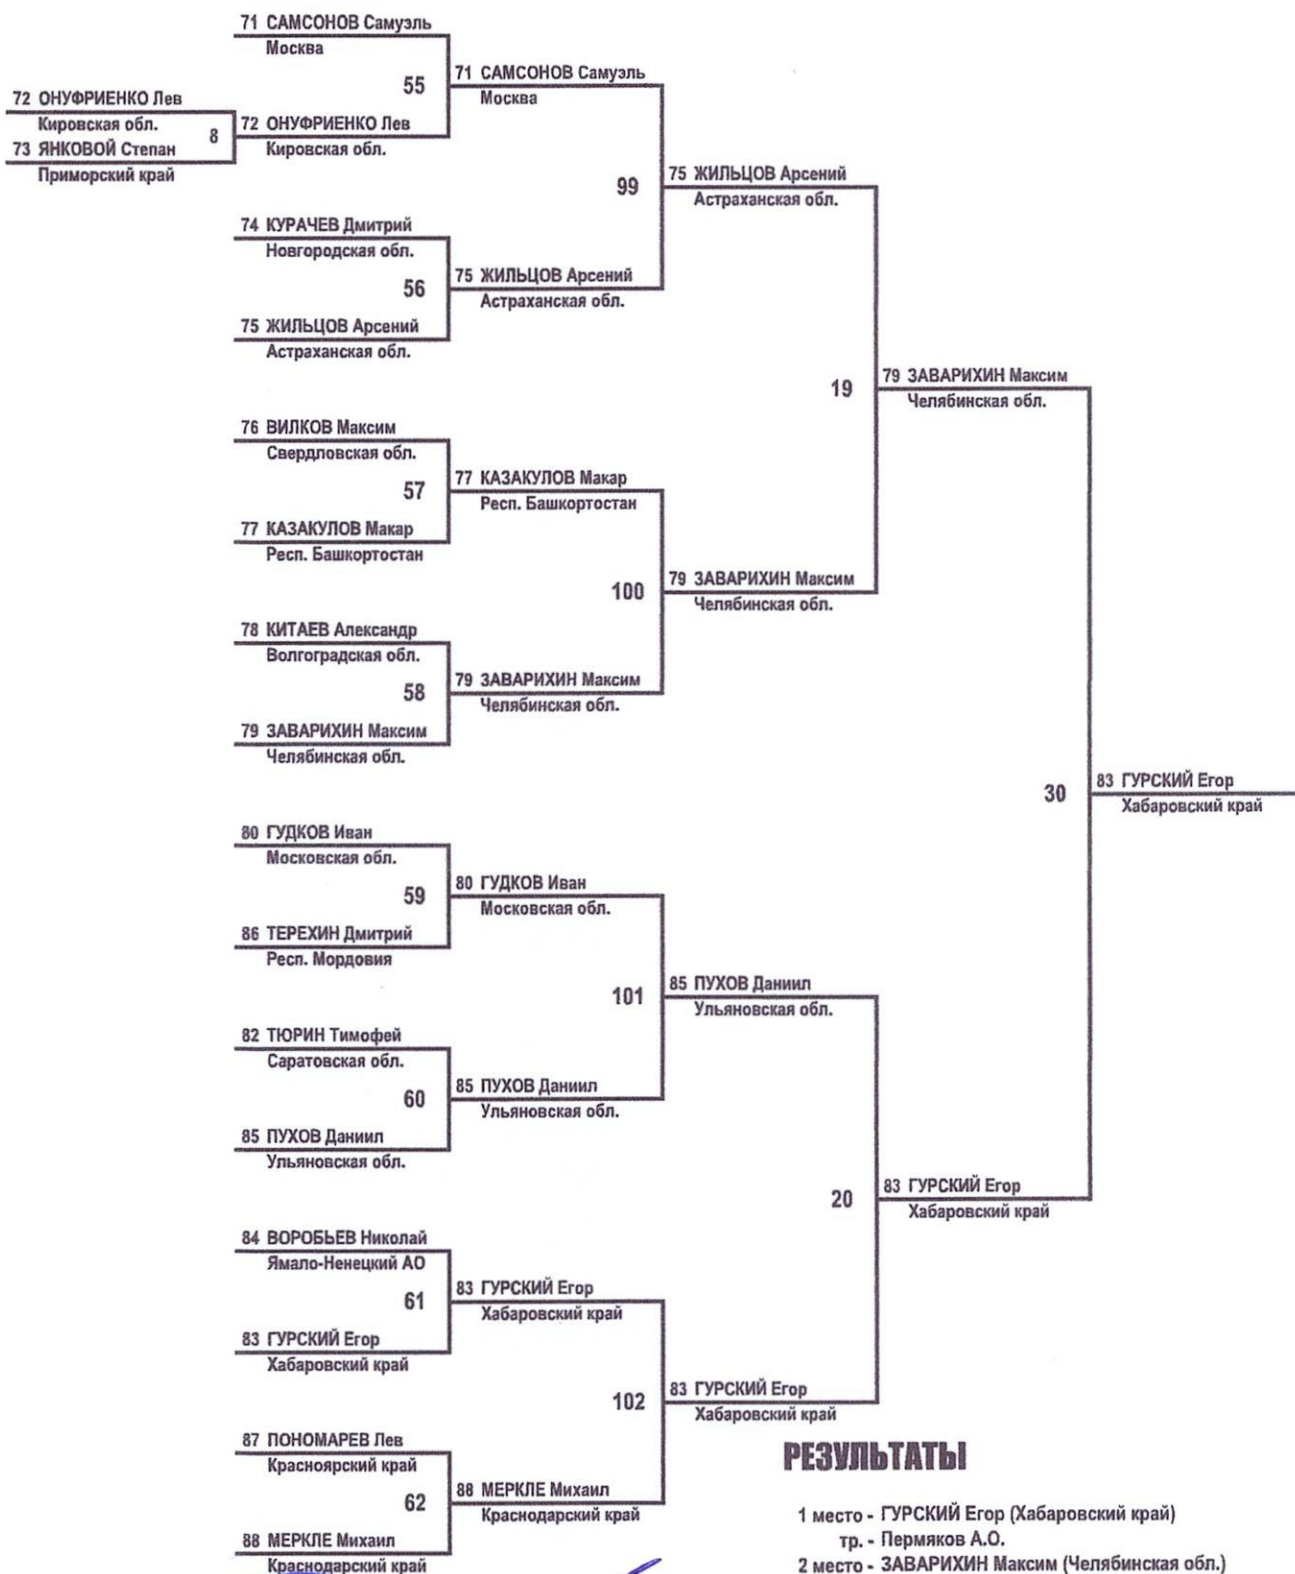 71 САМСОНОВ Самуэль
Москва
55
71 САМСОНОВ Самуэль
Москва
72 ОНУФРИЕНКО Лев
Кировская обл.
8
73 ЯНКОВОЙ Степан
Приморский край
72 ОНУФРИЕНКО Лев
Кировская обл.
99
75 ЖИЛЬЦОВ Арсений
Астраханская обл.
74 КУРАЧЕВ Дмитрий
Новгородская обл.
56
75 ЖИЛЬЦОВ Арсений
Астраханская обл.
75 ЖИЛЬЦОВ Арсений
Астраханская обл.
19
79 ЗАВАРИХИН Максим
Челябинская обл.
76 ВИЛКОВ Максим
Свердловская обл.
57
77 КАЗАКУЛОВ Макар
Респ. Башкортостан
77 КАЗАКУЛОВ Макар
Респ. Башкортостан
100
79 ЗАВАРИХИН Максим
Челябинская обл.
78 КИТАЕВ Александр
Волгоградская обл.
58
79 ЗАВАРИХИН Максим
Челябинская обл.
79 ЗАВАРИХИН Максим
Челябинская обл.
30
83 ГУРСКИЙ Егор
Хабаровский край
80 ГУДКОВ Иван
Московская обл.
59
80 ГУДКОВ Иван
Московская обл.
86 ТЕРЕХИН Дмитрий
Респ. Мордовия
101
85 ПУХОВ Даниил
Ульяновская обл.
82 ТЮРИН Тимофей
Саратовская обл.
60
85 ПУХОВ Даниил
Ульяновская обл.
85 ПУХОВ Даниил
Ульяновская обл.
20
83 ГУРСКИЙ Егор
Хабаровский край
84 ВОРОБЬЕВ Николай
Ямало-Ненецкий АО
61
83 ГУРСКИЙ Егор
Хабаровский край
83 ГУРСКИЙ Егор
Хабаровский край
102
83 ГУРСКИЙ Егор
Хабаровский край
87 ПОНОМАРЕВ Лев
Красноярский край
62
88 МЕРКЛЕ Михаил
Краснодарский край
88 МЕРКЛЕ Михаил
Краснодарский край
РЕЗУЛЬТАТЫ
1 место - ГУРСКИЙ Егор (Хабаровский край)
тр. - Пермяков А.О.
2 место - ЗАВАРИХИН Максим (Челябинская обл.)